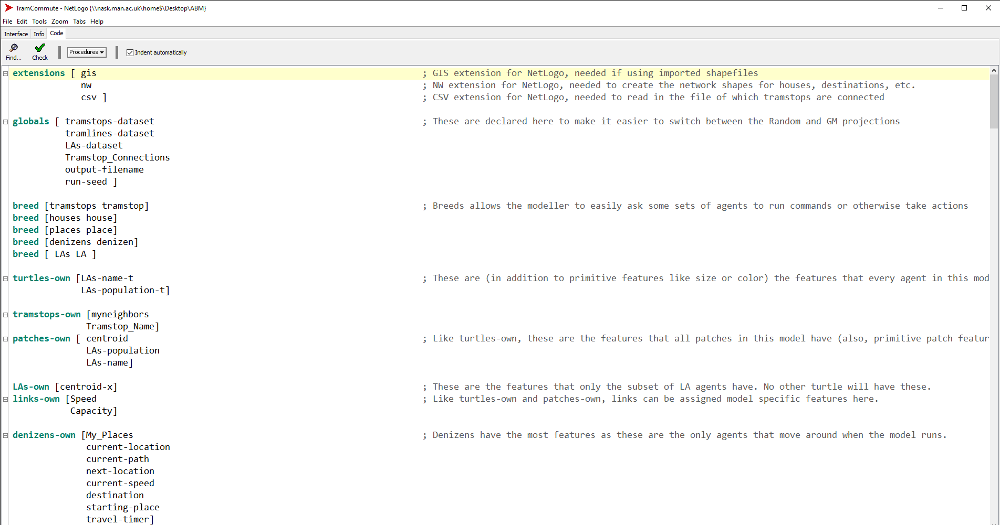 TramCommute - NetLogo {\\nask.man.ac.uk\home$\Desktop\ABM}
File Edit Tools Zoom Tabs Help
Interface Info Code
Find... Check Procedures Indent automatically
extensions [ gis ; GIS extension for NetLogo, needed if using imported shapefiles
nw ; NW extension for NetLogo, needed to create the network shapes for houses, destinations, etc.
csv ] ; CSV extension for NetLogo, needed to read in the file of which tramstops are connected
globals [ tramstops-dataset ; These are declared here to make it easier to switch between the Random and GM projections
tramlines-dataset
LAs-dataset
Tramstop_Connections
output-filename
run-seed ]
breed [tramstops tramstop] ; Breeds allows the modeller to easily ask some sets of agents to run commands or otherwise take actions
breed [houses house]
breed [places place]
breed [denizens denizen]
breed [ LAs LA ]
turtles-own [LAs-name-t ; These are (in addition to primitive features like size or color) the features that every agent in this mod
LAs-population-t]
tramstops-own [myneighbors
Tramstop_Name]
patches-own [ centroid ; Like turtles-own, these are the features that all patches in this model have (also, primitive patch featur
LAs-population
LAs-name]
LAs-own [centroid-x] ; These are the features that only the subset of LA agents have. No other turtle will have these.
links-own [Speed ; Like turtles-own and patches-own, links can be assigned model specific features here.
Capacity]
denizens-own [My_Places ; Denizens have the most features as these are the only agents that move around when the model runs.
current-location
current-path
next-location
current-speed
destination
starting-place
travel-timer]